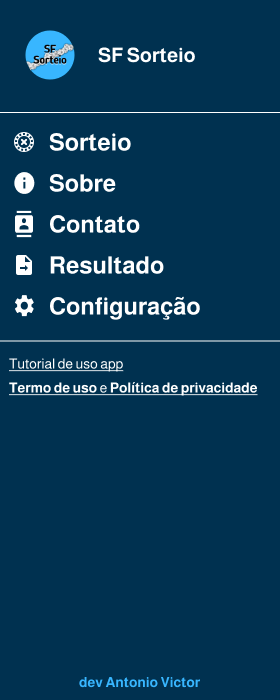 SF
Sorteio
SF Sorteio
Sorteio
Sobre
Contato
Resultado
Configuração
Tutorial de uso app
Termo de uso e Política de privacidade
dev Antonio Victor